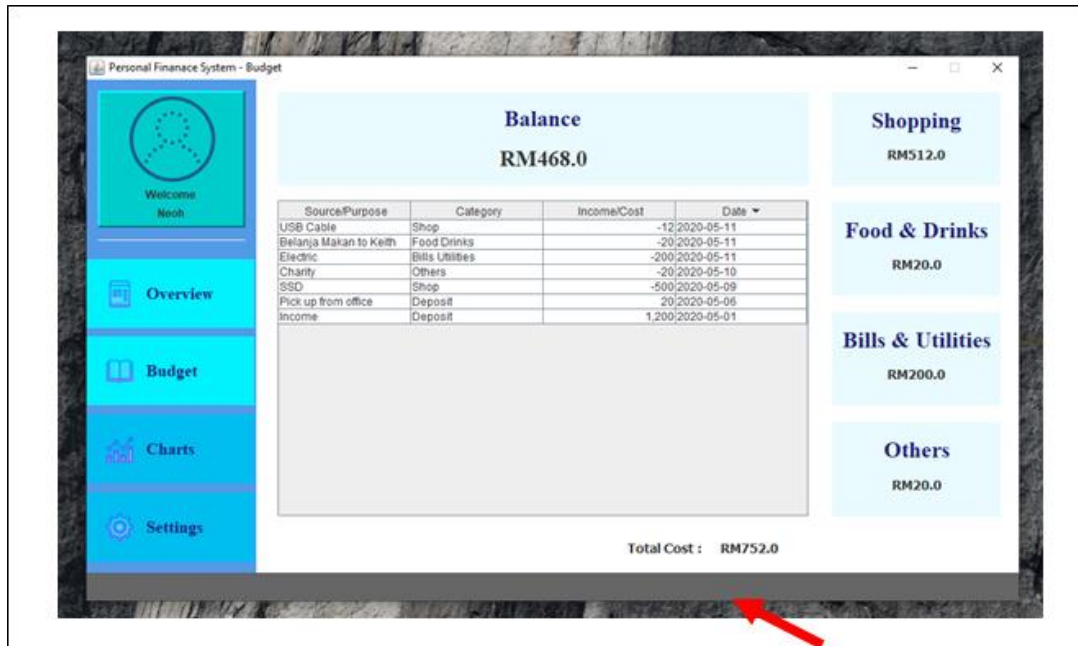 Personal Finanace System - Budget
Welcome
Neoh
Overview
Budget
Charts
Settings
Balance
RM468.0
Source/Purpose Category Income/Cost Date
USB Cable Shop -12 2020-05-11
Belanja Makan to Keith Food Drinks -20 2020-05-11
Electric Bills Utilities -200 2020-05-11
Charity Others -20 2020-05-10
SSD Shop -500 2020-05-09
Pick up from office Deposit 20 2020-05-06
Income Deposit 1,200 2020-05-01
Total Cost : RM752.0
Shopping
RM512.0
Food & Drinks
RM20.0
Bills & Utilities
RM200.0
Others
RM20.0